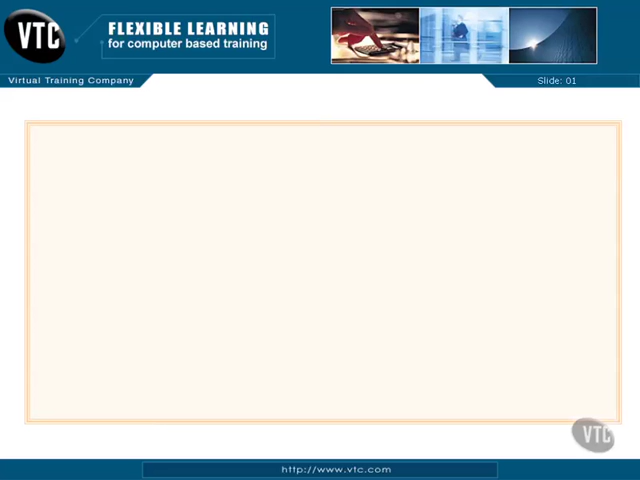 VTC
FLEXIBLE LEARNING
for computer based training
Virtual Training Company
Slide: 01
VTC
http://www.vtc.com